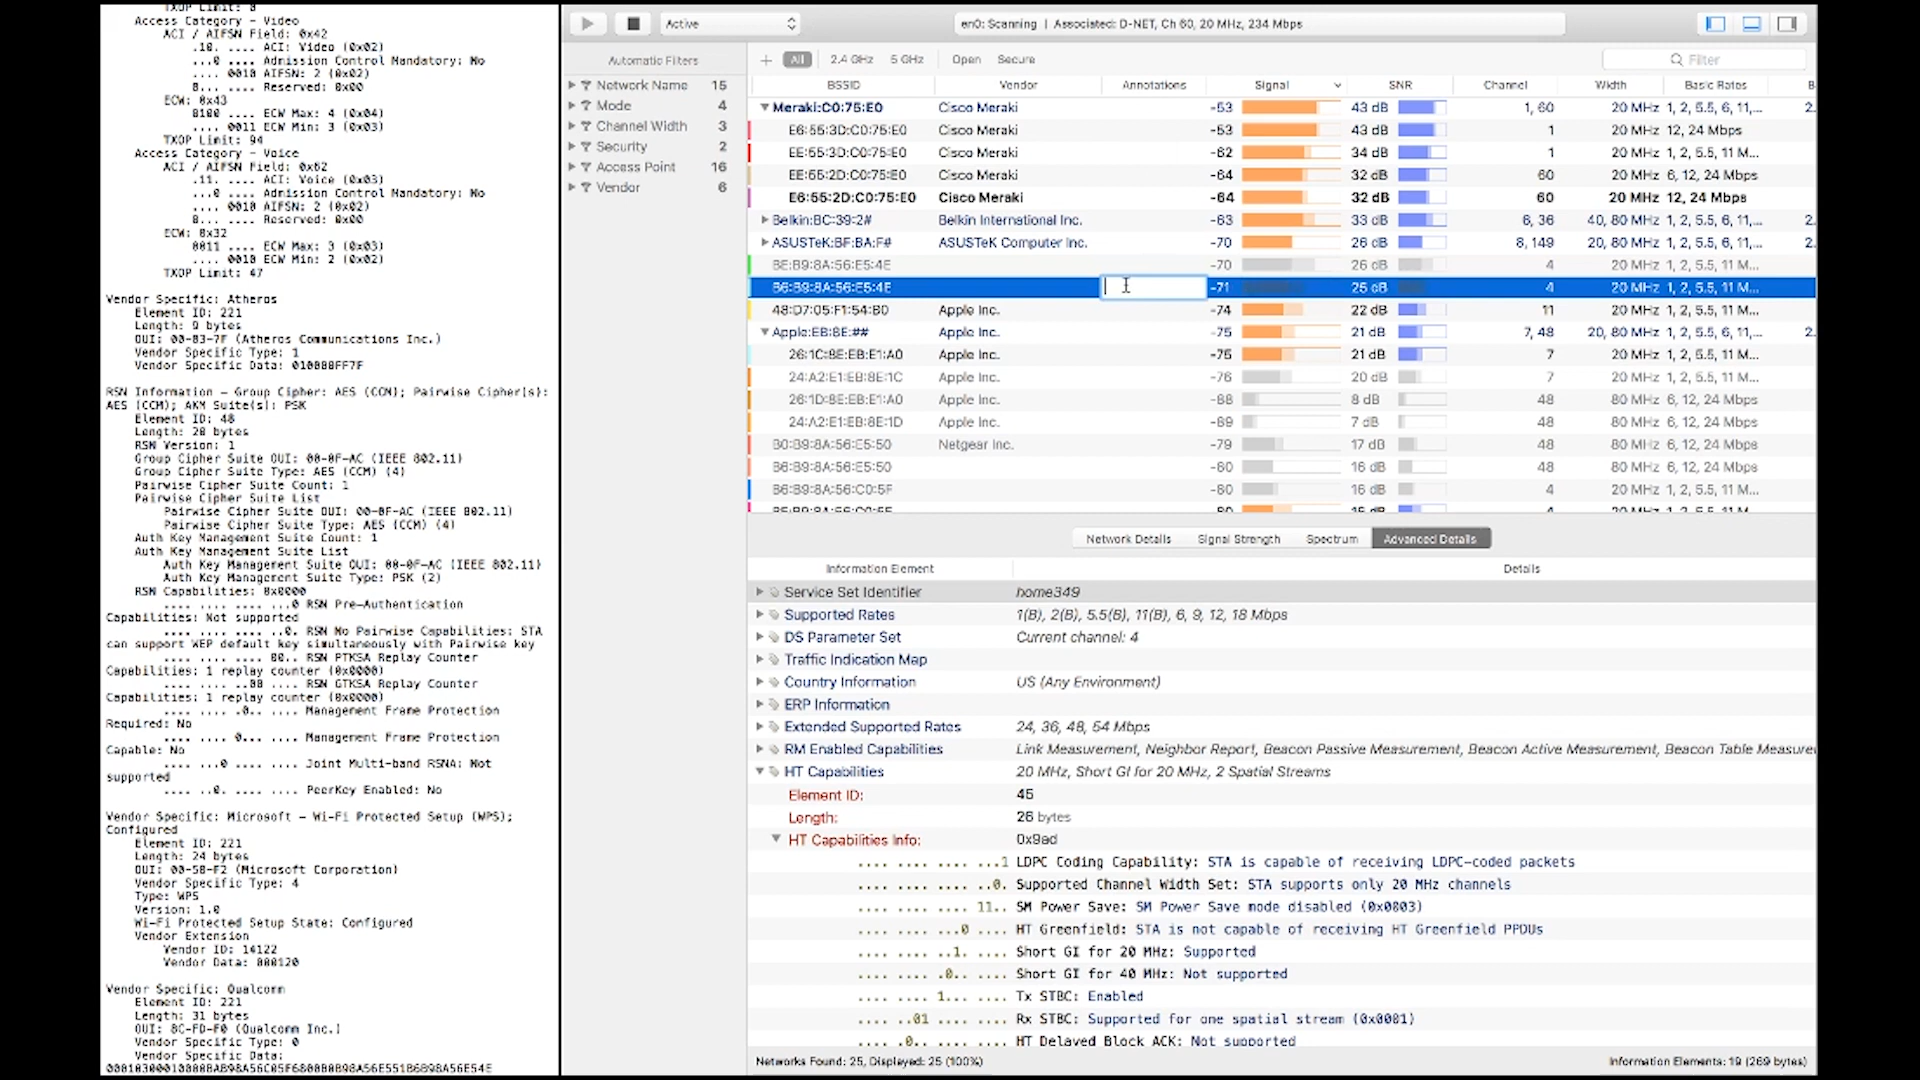 TXOP Limit: 0
Access Category - Video
ACI / AIFSN Field: 0x42
.10. .... ACI: Video (0x02)
...0 .... Admission Control Mandatory: No
.... 0010 AIFSN: 2 (0x02)
0... .... Reserved: 0x00
ECW: 0x43
0100 .... ECW Max: 4 (0x04)
.... 0011 ECW Min: 3 (0x03)
TXOP Limit: 94
Access Category - Voice
ACI / AIFSN Field: 0x62
.11. .... ACI: Voice (0x03)
...0 .... Admission Control Mandatory: No
.... 0010 AIFSN: 2 (0x02)
0... .... Reserved: 0x00
ECW: 0x32
0011 .... ECW Max: 3 (0x03)
.... 0010 ECW Min: 2 (0x02)
TXOP Limit: 47
Vendor Specific: Atheros
Element ID: 221
Length: 9 bytes
OUI: 00-03-7F (Atheros Communications Inc.)
Vendor Specific Type: 1
Vendor Specific Data: 010000FF7F
RSN Information - Group Cipher: AES (CCM); Pairwise Cipher(s):
AES (CCM); AKM Suite(s): PSK
Element ID: 48
Length: 20 bytes
RSN Version: 1
Group Cipher Suite OUI: 00-0F-AC (IEEE 802.11)
Group Cipher Suite Type: AES (CCM) (4)
Pairwise Cipher Suite Count: 1
Pairwise Cipher Suite List
Pairwise Cipher Suite OUI: 00-0F-AC (IEEE 802.11)
Pairwise Cipher Suite Type: AES (CCM) (4)
Auth Key Management Suite Count: 1
Auth Key Management Suite List
Auth Key Management Suite OUI: 00-0F-AC (IEEE 802.11)
Auth Key Management Suite Type: PSK (2)
RSN Capabilities: 0x0000
.... .... .... ...0 RSN Pre-Authentication
Capabilities: Not supported
.... .... .... ..0. RSN No Pairwise Capabilities: STA
can support WEP default key simultaneously with Pairwise key
.... .... .... 00.. RSN PTKSA Replay Counter
Capabilities: 1 replay counter (0x0000)
.... .... ..00 .... RSN GTKSA Replay Counter
Capabilities: 1 replay counter (0x0000)
.... .... .0.. .... Management Frame Protection
Required: No
.... .... 0... .... Management Frame Protection
Capable: No
.... ...0 .... .... Joint Multi-band RSNA: Not
supported
.... ..0. .... .... PeerKey Enabled: No
Vendor Specific: Microsoft - Wi-Fi Protected Setup (WPS);
Configured
Element ID: 221
Length: 24 bytes
OUI: 00-50-F2 (Microsoft Corporation)
Vendor Specific Type: 4
Type: WPS
Version: 1.0
Wi-Fi Protected Setup State: Configured
Vendor Extension
Vendor ID: 14122
Vendor Data: 000120
Vendor Specific: Qualcomm
Element ID: 221
Length: 31 bytes
OUI: 8C-FD-F0 (Qualcomm Inc.)
Vendor Specific Type: 0
Vendor Specific Data:
Active
en0: Scanning | Associated: D-NET, Ch 60, 20 MHz, 234 Mbps
Automatic Filters
Network Name 15
Mode 4
Channel Width 3
Security 2
Access Point 16
Vendor 6
+ All 2.4 GHz 5 GHz Open Secure Filter
BSSID Vendor Annotations Signal SNR Channel Width Basic Rates B
Meraki:C0:75:E0 Cisco Meraki -53 43 dB 1, 60 20 MHz 1, 2, 5.5, 6, 11,... 2.
E6:55:3D:C0:75:E0 Cisco Meraki -53 43 dB 1 20 MHz 12, 24 Mbps
EE:55:3D:C0:75:E0 Cisco Meraki -62 34 dB 1 20 MHz 1, 2, 5.5, 11 M...
EE:55:2D:C0:75:E0 Cisco Meraki -64 32 dB 60 20 MHz 6, 12, 24 Mbps
E6:55:2D:C0:75:E0 Cisco Meraki -64 32 dB 60 20 MHz 12, 24 Mbps
Belkin:BC:39:2# Belkin International Inc. -63 33 dB 6, 36 40, 80 MHz 1, 2, 5.5, 6, 11,... 2.
ASUSTeK:BF:BA:F# ASUSTeK Computer Inc. -70 26 dB 8, 149 20, 80 MHz 1, 2, 5.5, 6, 11,... 2.
BE:B9:8A:56:E5:4E -70 26 dB 4 20 MHz 1, 2, 5.5, 11 M...
B6:B9:8A:56:E5:4E -71 25 dB 4 20 MHz 1, 2, 5.5, 11 M...
48:D7:05:F1:54:BD Apple Inc. -74 22 dB 11 20 MHz 1, 2, 5.5, 11 M...
Apple:EB:8E:## Apple Inc. -75 21 dB 7, 48 20, 80 MHz 1, 2, 5.5, 6, 11,... 2.
26:1C:8E:EB:E1:A0 Apple Inc. -75 21 dB 7 20 MHz 1, 2, 5.5, 11 M...
24:A2:E1:EB:8E:1C Apple Inc. -76 20 dB 7 20 MHz 1, 2, 5.5, 11 M...
26:1D:8E:EB:E1:A0 Apple Inc. -88 8 dB 48 80 MHz 6, 12, 24 Mbps
24:A2:E1:EB:8E:1D Apple Inc. -89 7 dB 48 80 MHz 6, 12, 24 Mbps
B0:B9:8A:56:E5:50 Netgear Inc. -79 17 dB 48 80 MHz 6, 12, 24 Mbps
B6:B9:8A:56:E5:50 -80 16 dB 48 80 MHz 6, 12, 24 Mbps
B6:B9:8A:56:C0:5F -80 16 dB 4 20 MHz 1, 2, 5.5, 11 M...
Network Details Signal Strength Spectrum Advanced Details
Information Element Details
Service Set Identifier home349
Supported Rates 1(B), 2(B), 5.5(B), 11(B), 6, 9, 12, 18 Mbps
DS Parameter Set Current channel: 4
Traffic Indication Map
Country Information US (Any Environment)
ERP Information
Extended Supported Rates 24, 36, 48, 54 Mbps
RM Enabled Capabilities Link Measurement, Neighbor Report, Beacon Passive Measurement, Beacon Active Measurement, Beacon Table Measure
HT Capabilities 20 MHz, Short GI for 20 MHz, 2 Spatial Streams
Element ID: 45
Length: 26 bytes
HT Capabilities Info: 0x9ad
.... .... .... ...1 LDPC Coding Capability: STA is capable of receiving LDPC-coded packets
.... .... .... ..0. Supported Channel Width Set: STA supports only 20 MHz channels
.... .... .... 11.. SM Power Save: SM Power Save mode disabled (0x0003)
.... .... ...0 .... HT Greenfield: STA is not capable of receiving HT Greenfield PPDUs
.... .... ..1. .... Short GI for 20 MHz: Supported
.... .... .0.. .... Short GI for 40 MHz: Not supported
.... .... 1... .... Tx STBC: Enabled
.... ..01 .... .... Rx STBC: Supported for one spatial stream (0x0001)
.... .0.. .... .... HT Delayed Block ACK: Not supported
Networks Found: 25, Displayed: 25 (100%)
Information Elements: 19 (269 bytes)